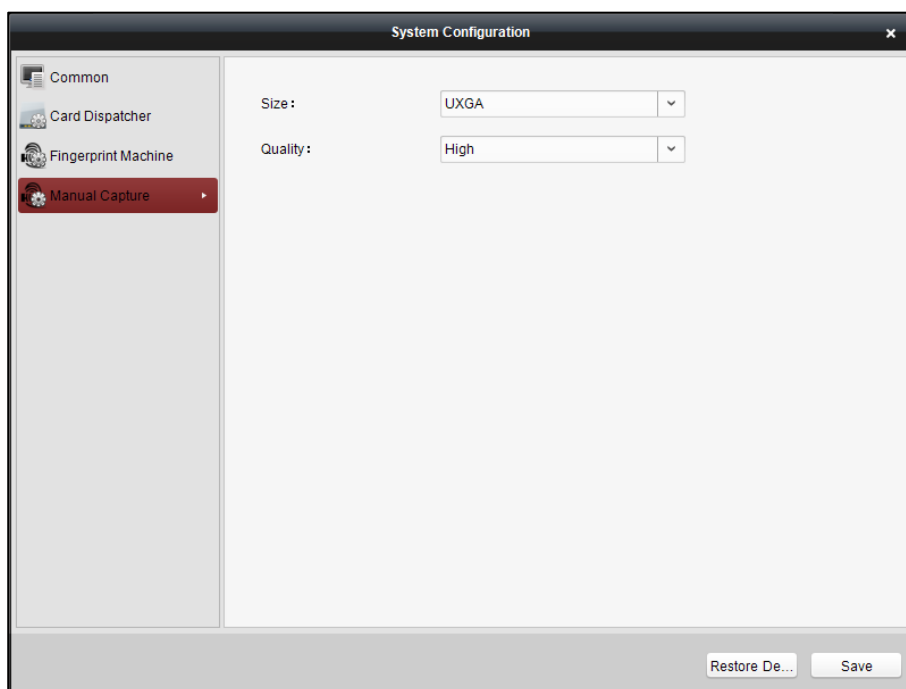 System Configuration
Common
Card Dispatcher
Fingerprint Machine
Manual Capture
Size: UXGA
Quality: High
Restore De... Save